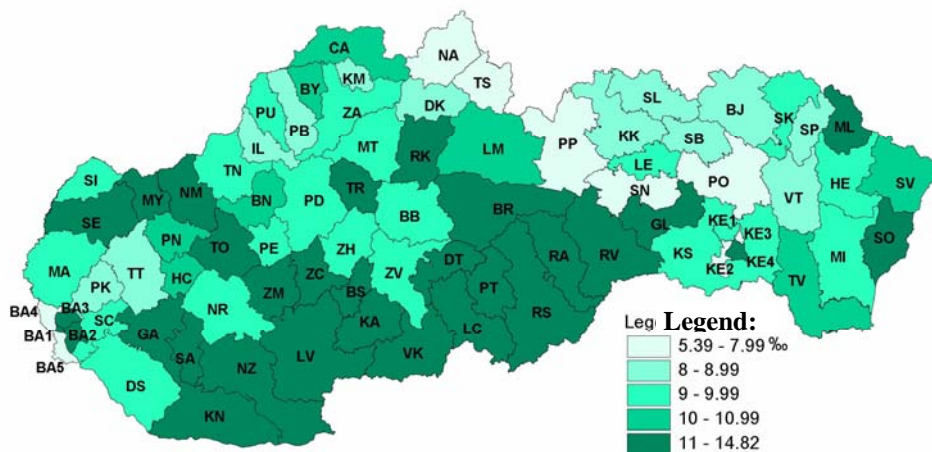 CA
NA
BY
KM
TS
PU
PB
ZA
DK
SL
BJ
SK
SP
ML
IL
MT
RK
LM
PP
KK
SB
LE
TN
SI
MY
NM
BN
PD
TR
SN
PO
VT
HE
SV
SE
BB
BR
GL
KE1
KE3
SO
PN
TO
PE
ZH
ZV
DT
RA
RV
KS
KE2
KE4
TV
MI
MA
TT
HC
PK
NR
ZM
ZC
BS
PT
RS
BA4
BA3
SC
BA1
BA2
GA
KA
LC
BA5
SA
NZ
LV
VK
DS
KN
Leg Legend:
5.39 - 7.99 ‰
8 - 8.99
9 - 9.99
10 - 10.99
11 - 14.82